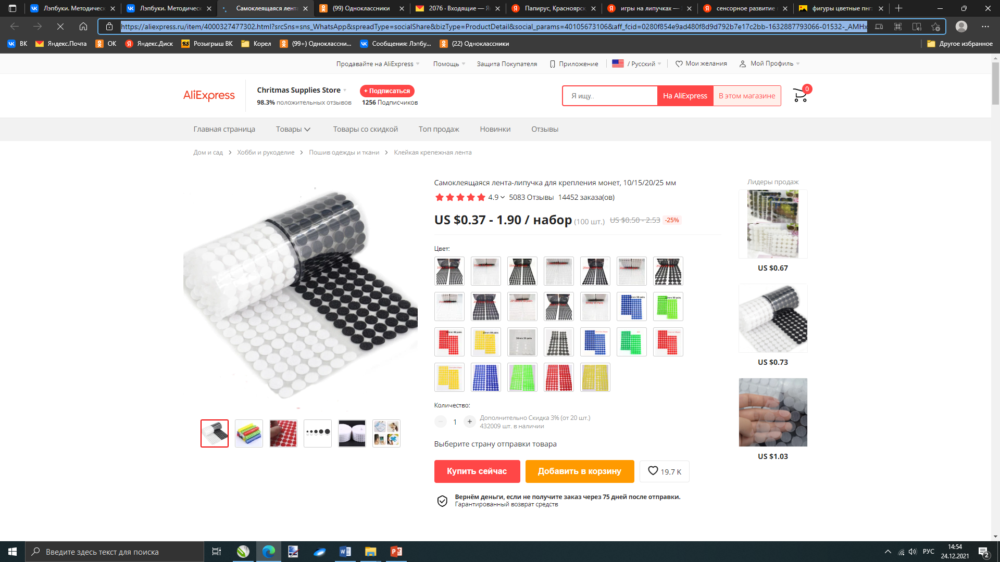 Лэпбуки. Методическ
Лэпбуки. Методическ
Самоклеящаяся лента
(99) Одноклассники
2076 · Входящие — Я
Папирус, Красноярск
игры на липучках —
сенсорное развитие
фигуры цветные пнг
https://aliexpress.ru/item/4000327477302.html?srcSns=sns_WhatsApp&spreadType=socialShare&bizType=ProductDetail&social_params=40105673106&aff_fcid=0280f854e9ad480f8d9d792b7e17c2bb-1632887793066-01532-_AMHx
ВК
Яндекс.Почта
ОК
Яндекс.Диск
Розыгрыш ВК
Корел
(99+) Одноклассни...
Сообщения: Лэпбу...
(22) Одноклассники
Другое избранное
Продавайте на AliExpress
Помощь
Защита Покупателя
Приложение
/ Русский
Мои желания
Мой Профиль
AliExpress
Chritmas Supplies Store
98.3% положительных отзывов
+ Подписаться
1256 Подписчиков
Я ищу..
На AliExpress
В этом магазине
0
Главная страница
Товары
Товары со скидкой
Топ продаж
Новинки
Отзывы
Дом и сад > Хобби и рукоделие > Пошив одежды и ткани > Клейкая крепежная лента
Самоклеящаяся лента-липучка для крепления монет, 10/15/20/25 мм
4.9 5083 Отзывы 14452 заказа(ов)
US $0.37 - 1.90 / набор (100 шт.) US $0.50 - 2.53 -25%
Цвет:
Количество:
1
Дополнительно Скидка 3% (от 20 шт.)
432009 шт. в наличии
Выберите страну отправки товара
Купить сейчас
Добавить в корзину
19.7 K
Вернём деньги, если не получите заказ через 75 дней после отправки.
Гарантированный возврат средств
Лидеры продаж
US $0.67
US $0.73
US $1.03
Введите здесь текст для поиска
РУС
14:54
24.12.2021
2